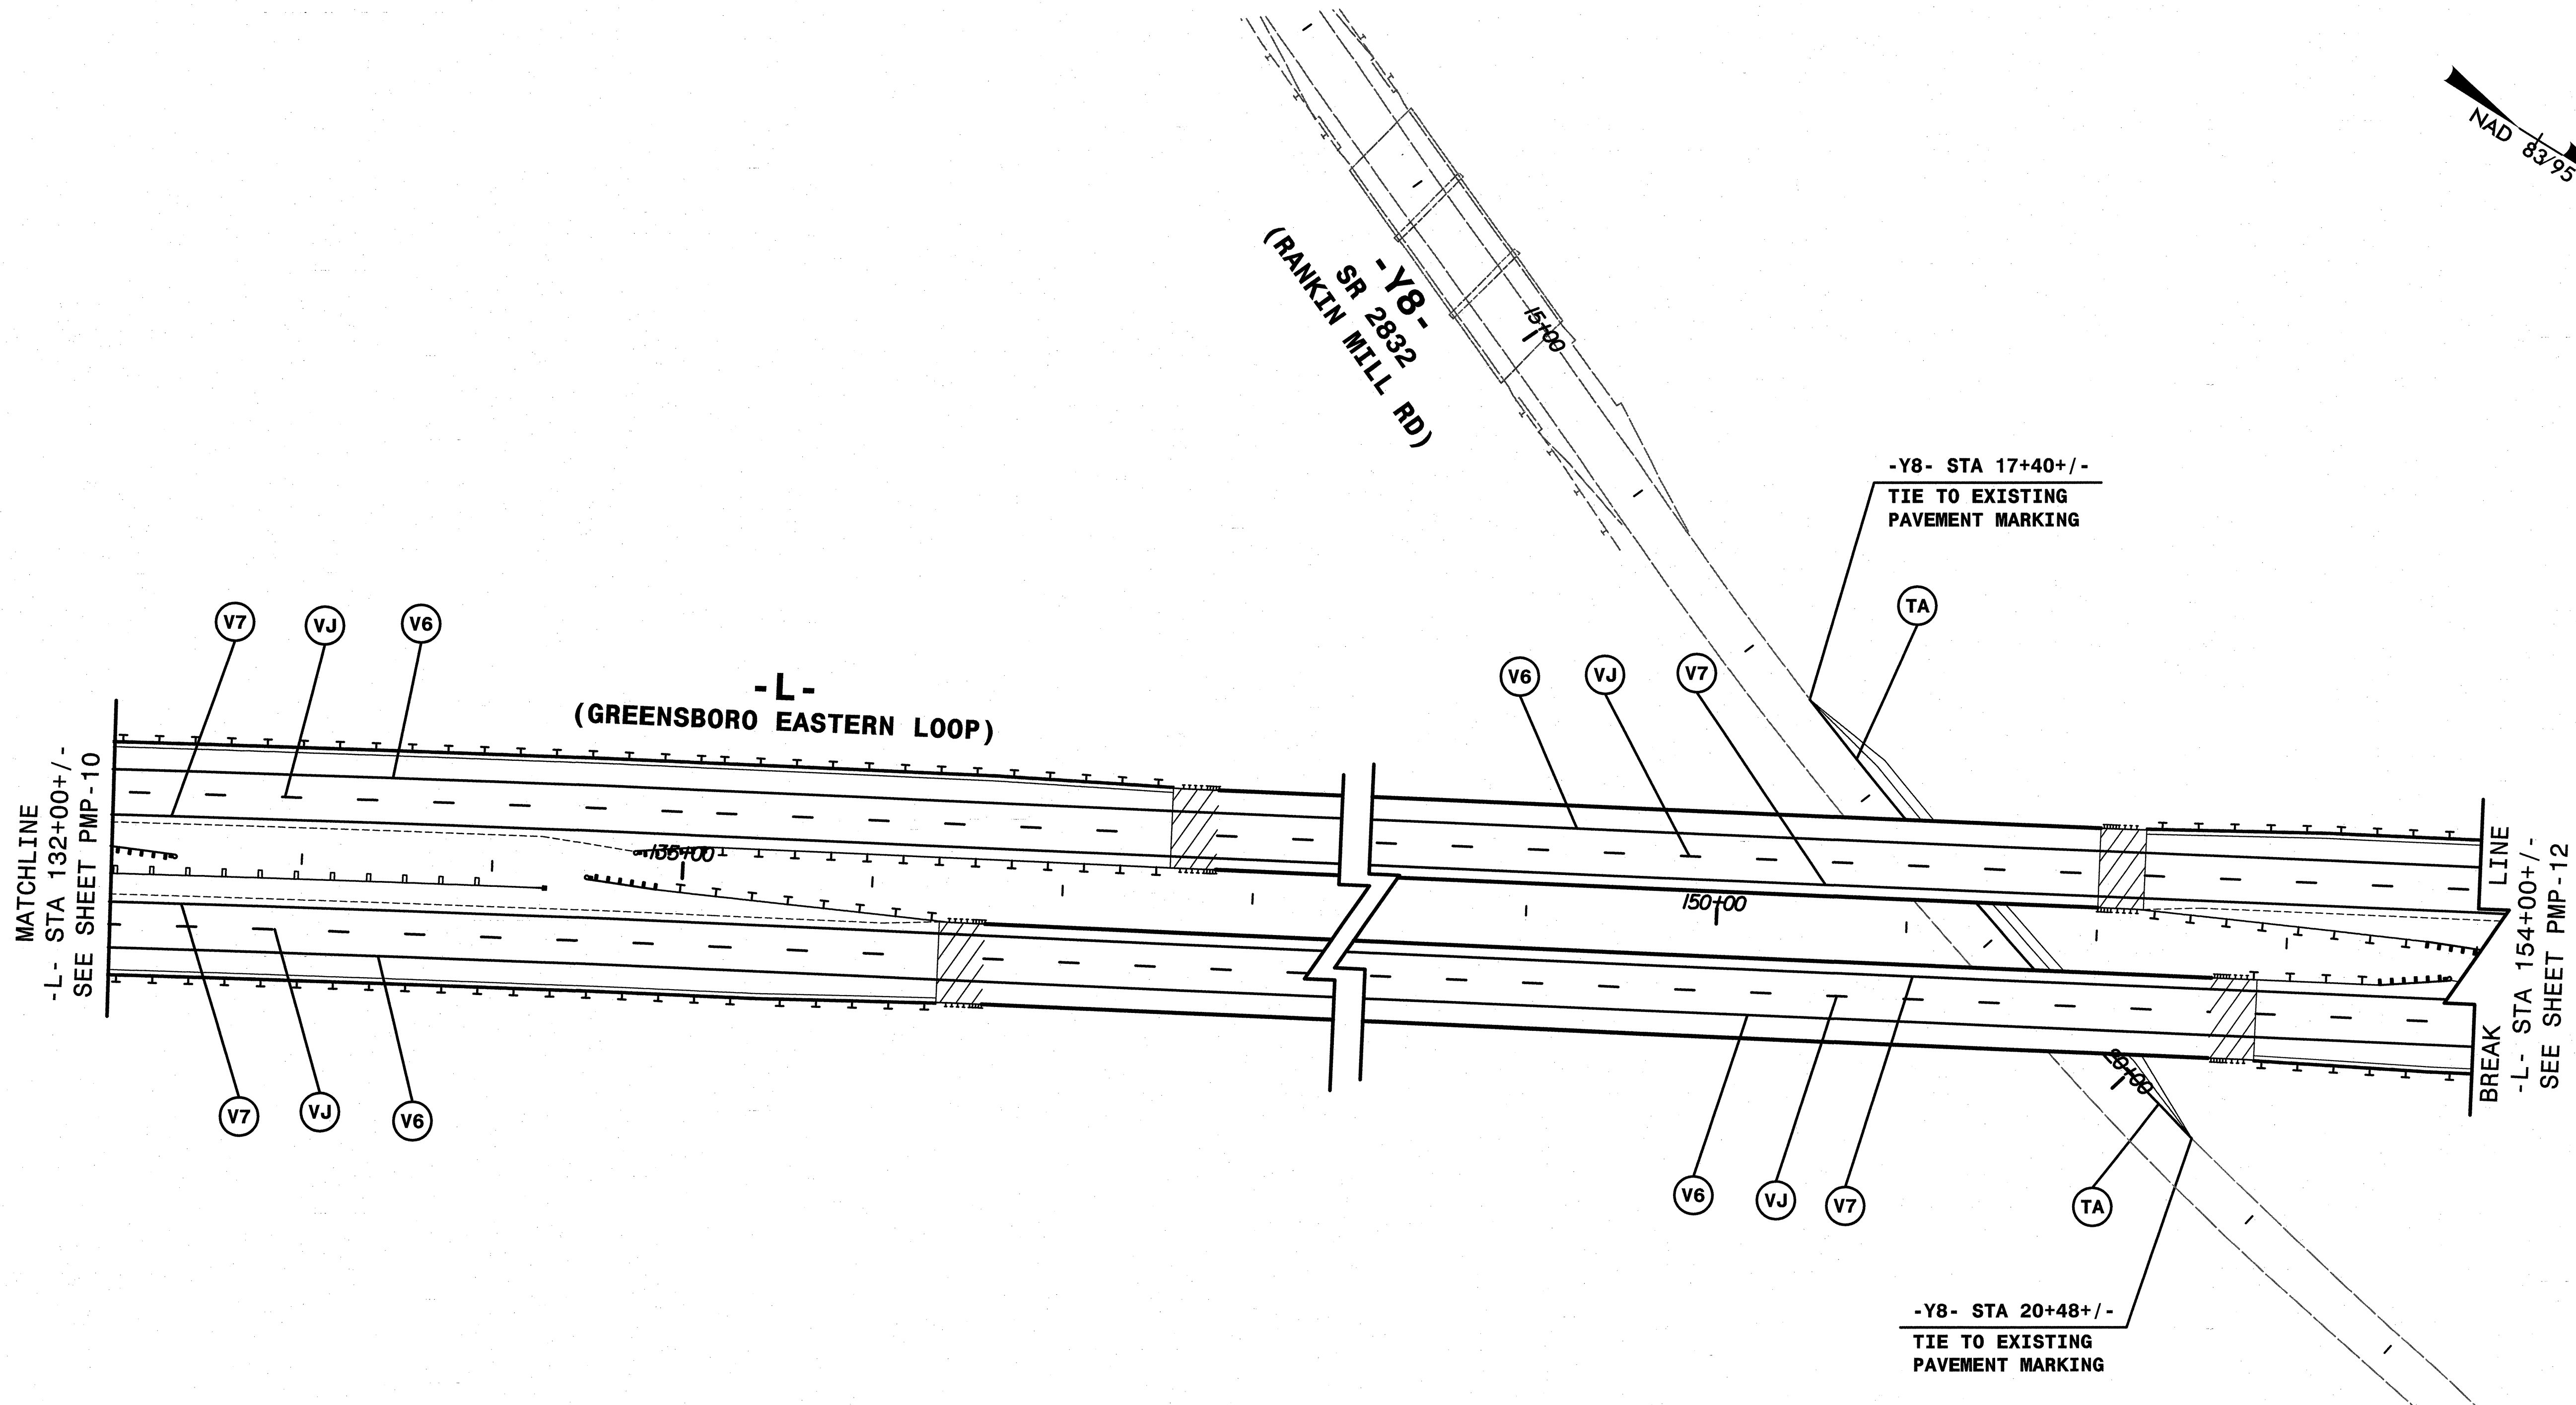 NAD 83/95
-Y8-
SR 2832
(RANKIN MILL RD)
15+00
-Y8- STA 17+40+/-
TIE TO EXISTING
PAVEMENT MARKING
TA
V7
VJ
V6
V6
VJ
V7
-L-
(GREENSBORO EASTERN LOOP)
MATCHLINE
-L- STA 132+00+/-
SEE SHEET PMP-10
135+00
150+00
BREAK LINE
-L- STA 154+00+/-
SEE SHEET PMP-12
20+00
V7
VJ
V6
V6
VJ
V7
TA
-Y8- STA 20+48+/-
TIE TO EXISTING
PAVEMENT MARKING